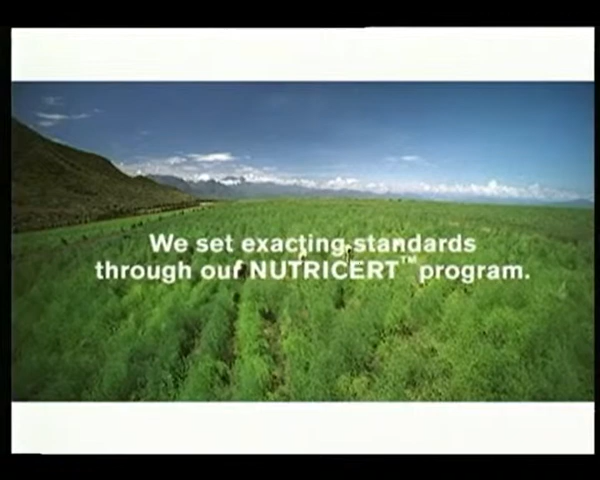 We set exacting standards
through our NUTRICERT™ program.